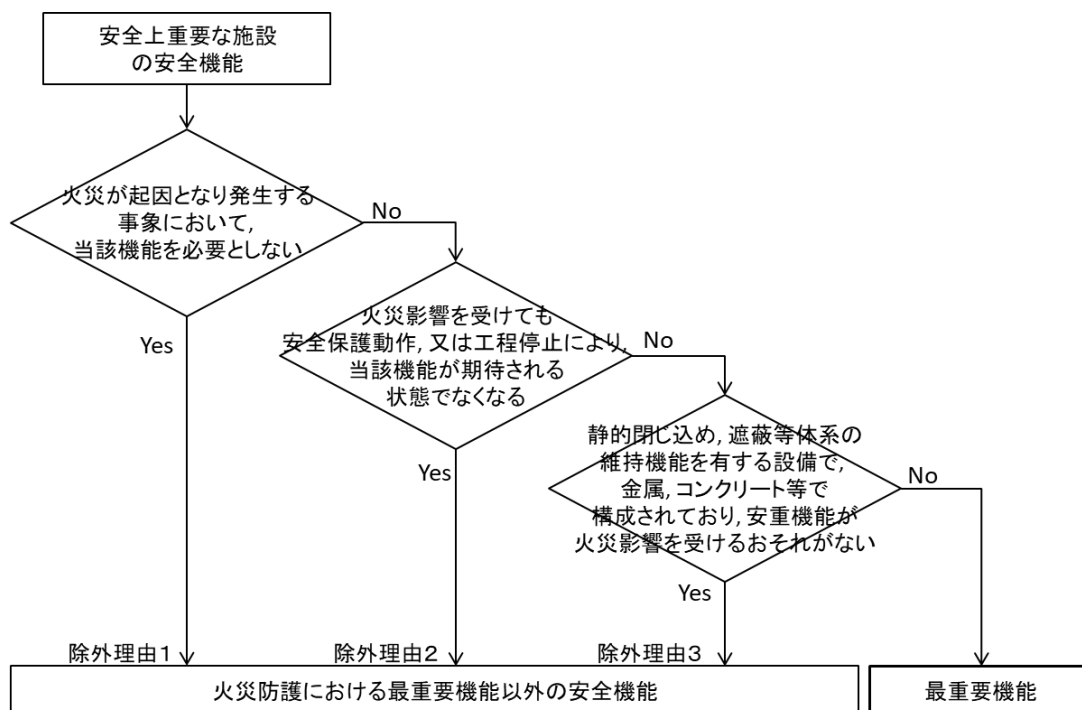 安全上重要な施設
の安全機能
火災が起因となり発生する
事象において,
当該機能を必要としない
No
Yes
火災影響を受けても
安全保護動作, 又は工程停止により,
当該機能が期待される
状態でなくなる
No
Yes
静的閉じ込め, 遮蔽等体系の
維持機能を有する設備で,
金属, コンクリート等で
構成されており, 安重機能が
火災影響を受けるおそれがない
No
Yes
除外理由1
除外理由2
除外理由3
火災防護における最重要機能以外の安全機能
最重要機能